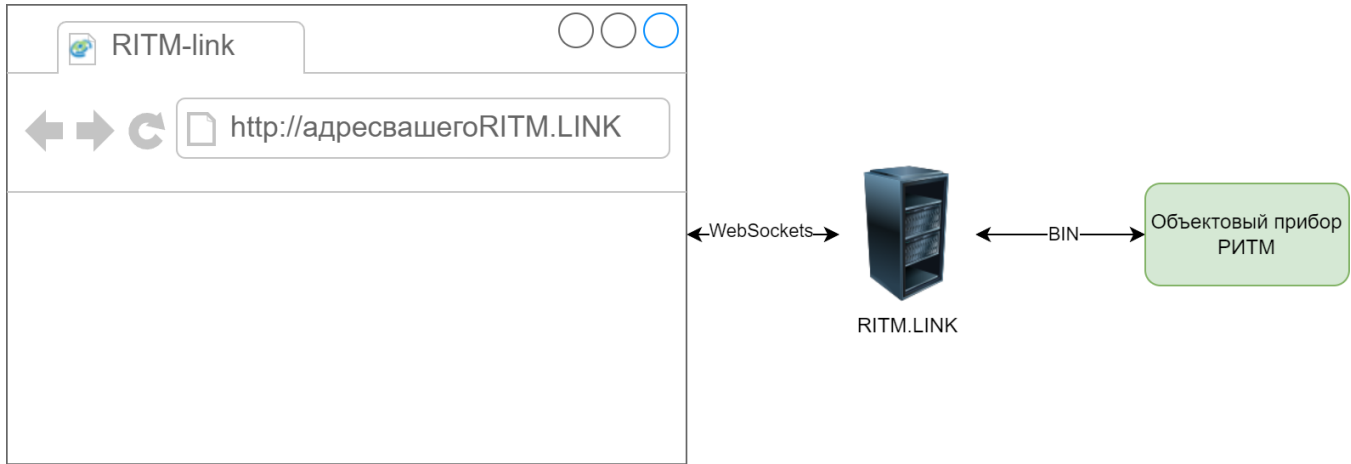 RITM-link
http://адресвашегоRITM.LINK
WebSockets
RITM.LINK
BIN
Объектовый прибор
РИТМ